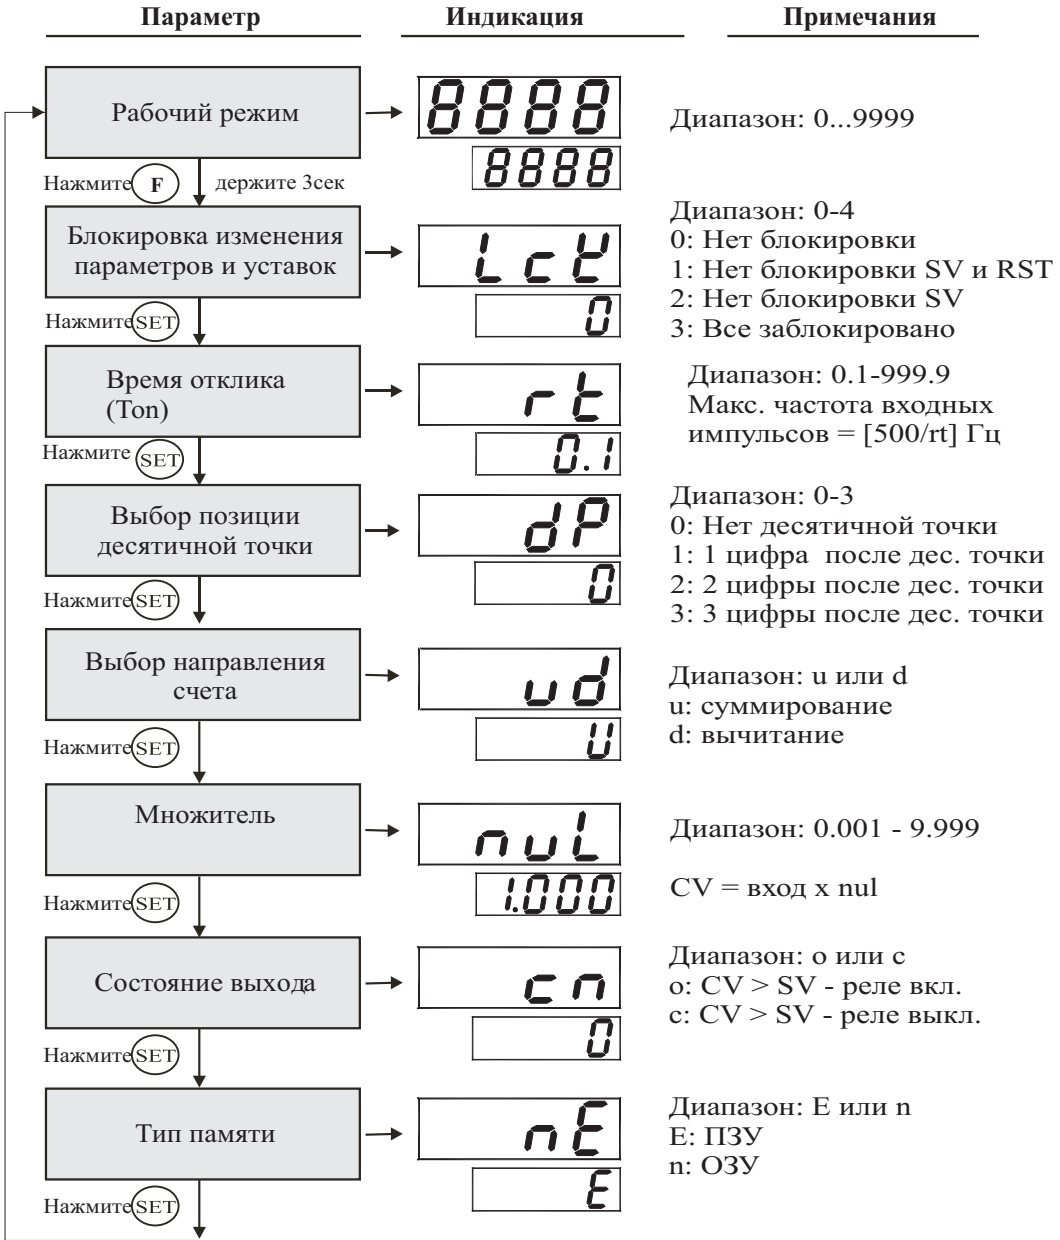 Параметр Индикация Примечания
Рабочий режим
8888
8888
Диапазон: 0...9999
Нажмите F держите 3сек
Блокировка изменения
параметров и уставок
Lck
0
Диапазон: 0-4
0: Нет блокировки
1: Нет блокировки SV и RST
2: Нет блокировки SV
3: Все заблокировано
Нажмите SET
Время отклика
(Ton)
rt
0.1
Диапазон: 0.1-999.9
Макс. частота входных
импульсов = [500/rt] Гц
Нажмите SET
Выбор позиции
десятичной точки
dP
0
Диапазон: 0-3
0: Нет десятичной точки
1: 1 цифра после дес. точки
2: 2 цифры после дес. точки
3: 3 цифры после дес. точки
Нажмите SET
Выбор направления
счета
ud
U
Диапазон: u или d
u: суммирование
d: вычитание
Нажмите SET
Множитель
nuL
1.000
Диапазон: 0.001 - 9.999
CV = вход x nul
Нажмите SET
Состояние выхода
cn
0
Диапазон: o или c
o: CV > SV - реле вкл.
c: CV > SV - реле выкл.
Нажмите SET
Тип памяти
nE
E
Диапазон: E или n
E: ПЗУ
n: ОЗУ
Нажмите SET